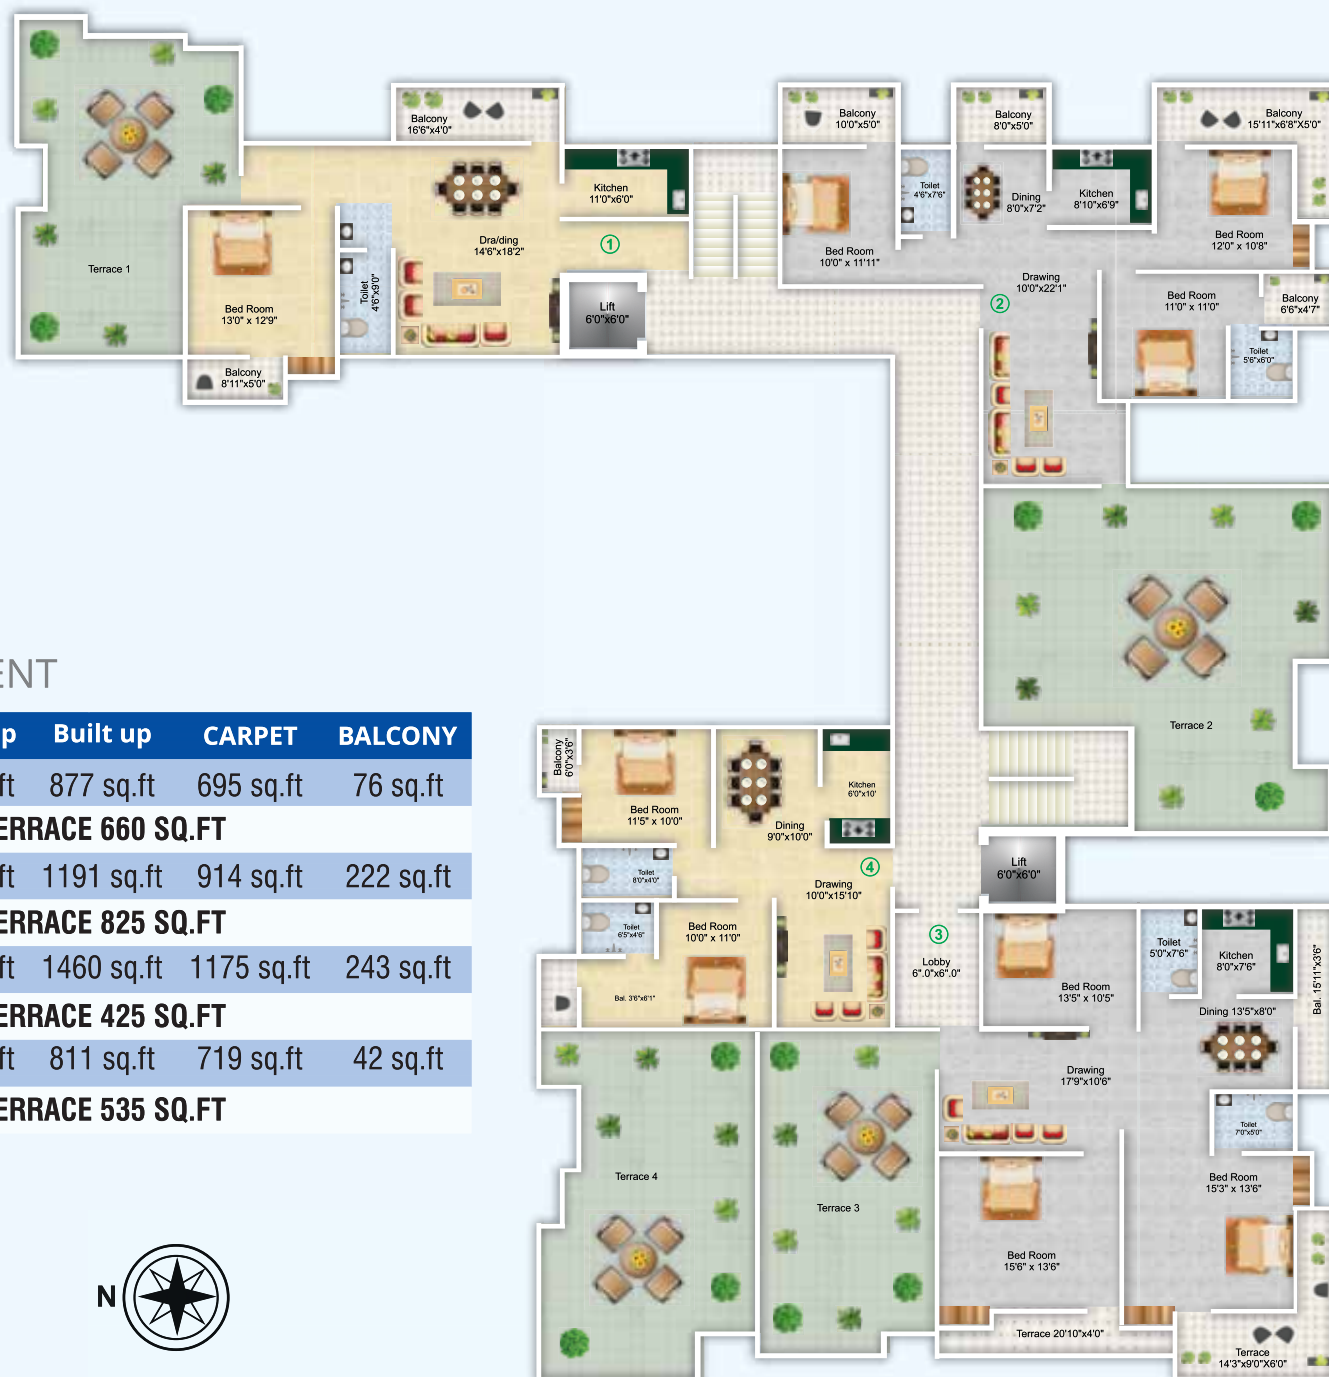 Balcony
16'6"x4'0"
Balcony
10'0"x5'0"
Balcony
8'0"x5'0"
Balcony
15'11"x6'8"X5'0"
Kitchen
11'0"x6'0"
Toilet
4'6"x7'6"
Dining
8'0"x7'2"
Kitchen
8'10"x6'9"
Dra/ding
14'6"x18'2"
1
Bed Room
10'0" x 11'11"
Bed Room
12'0" x 10'8"
Terrace 1
Toilet
4'6"x9'0"
Drawing
10'0"x22'1"
2
Bed Room
11'0" x 11'0"
Balcony
6'6"x4'7"
Bed Room
13'0" x 12'9"
Lift
6'0"x6'0"
Toilet
5'6"x6'0"
Balcony
8'11"x5'0"
ENT
p Built up CARPET BALCONY
ft 877 sq.ft 695 sq.ft 76 sq.ft
ERRACE 660 SQ.FT
ft 1191 sq.ft 914 sq.ft 222 sq.ft
ERRACE 825 SQ.FT
ft 1460 sq.ft 1175 sq.ft 243 sq.ft
ERRACE 425 SQ.FT
ft 811 sq.ft 719 sq.ft 42 sq.ft
ERRACE 535 SQ.FT
Terrace 2
Balcony
6'0"x3'6"
Bed Room
11'5" x 10'0"
Dining
9'0"x10'0"
Kitchen
6'0"x10'
Toilet
8'0"x4'0"
Drawing
10'0"x15'10"
4
Lift
6'0"x6'0"
Toilet
6'5"x4'6"
Bed Room
10'0" x 11'0"
3
Lobby
6".0"x6".0"
Bal. 3'6"x6'1"
Bed Room
13'5" x 10'5"
Toilet
5'0"x7'6"
Kitchen
8'0"x7'6"
Bal. 15'11"x3'6"
Dining 13'5"x8'0"
Drawing
17'9"x10'6"
Toilet
7'0"x5'0"
Terrace 4
Terrace 3
Bed Room
15'3" x 13'6"
Bed Room
15'6" x 13'6"
Terrace 20'10"x4'0"
Terrace
14'3"x9'0"X6'0"
N